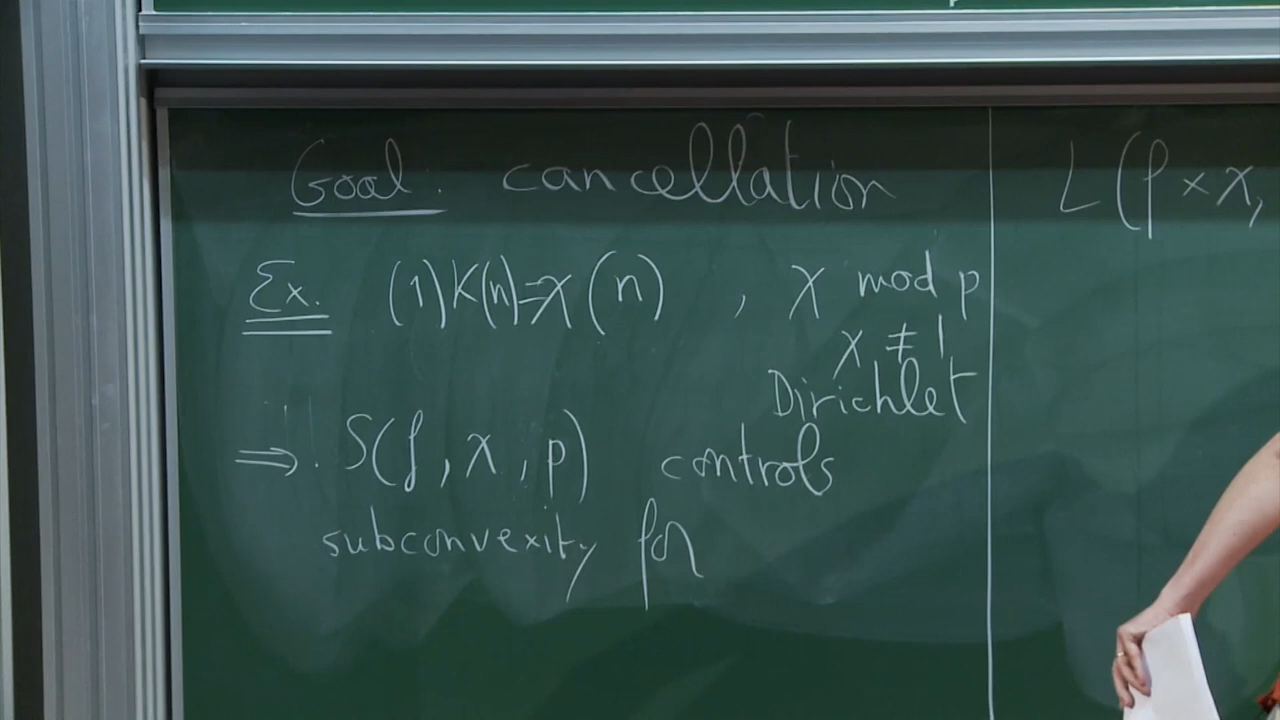 Goal: cancellation
Ex. (1) K(n)=χ(n) , χ mod p
χ ≠ 1
Dirichlet
⇒ S(f, χ, p) controls
subconvexity for
L(f × χ,